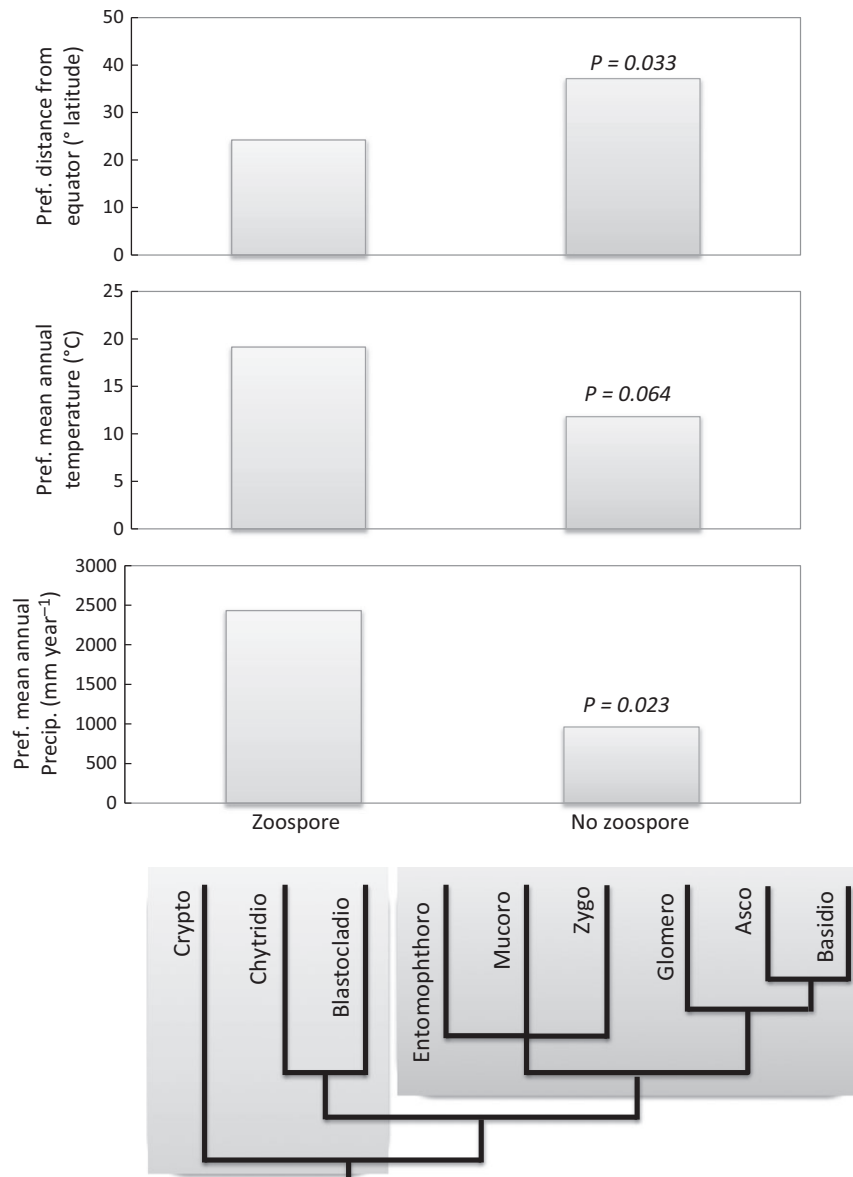 Pref. distance from
equator (° latitude)
50
40
30
20
10
0
P = 0.033
Pref. mean annual
temperature (°C)
25
20
15
10
5
0
P = 0.064
Pref. mean annual
Precip. (mm year⁻¹)
3000
2500
2000
1500
1000
500
0
P = 0.023
Zoospore
No zoospore
Crypto
Chytridio
Blastocladio
Entomophthoro
Mucoro
Zygo
Glomero
Asco
Basidio